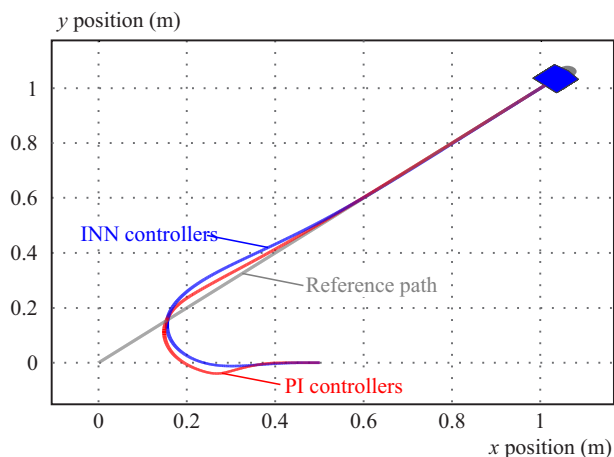 y position (m)
1
0.8
0.6
0.4
INN controllers
Reference path
0.2
0
PI controllers
0 0.2 0.4 0.6 0.8 1
x position (m)